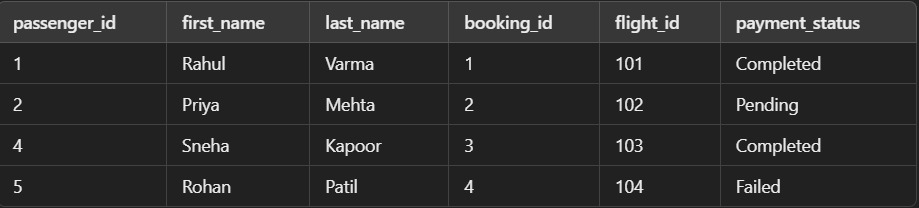 passenger_id first_name last_name booking_id flight_id payment_status
1 Rahul Varma 1 101 Completed
2 Priya Mehta 2 102 Pending
4 Sneha Kapoor 3 103 Completed
5 Rohan Patil 4 104 Failed